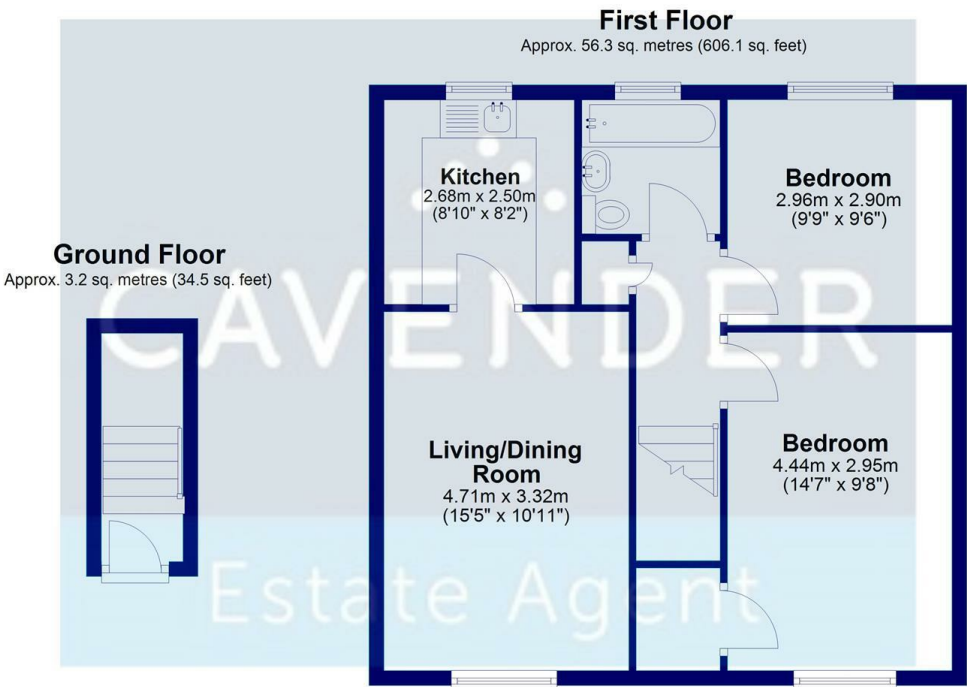 First Floor
Approx. 56.3 sq. metres (606.1 sq. feet)
Kitchen
2.68m x 2.50m
(8'10" x 8'2")
Bedroom
2.96m x 2.90m
(9'9" x 9'6")
Ground Floor
Approx. 3.2 sq. metres (34.5 sq. feet)
CAVENDER
Living/Dining
Room
4.71m x 3.32m
(15'5" x 10'11")
Bedroom
4.44m x 2.95m
(14'7" x 9'8")
Estate Agent